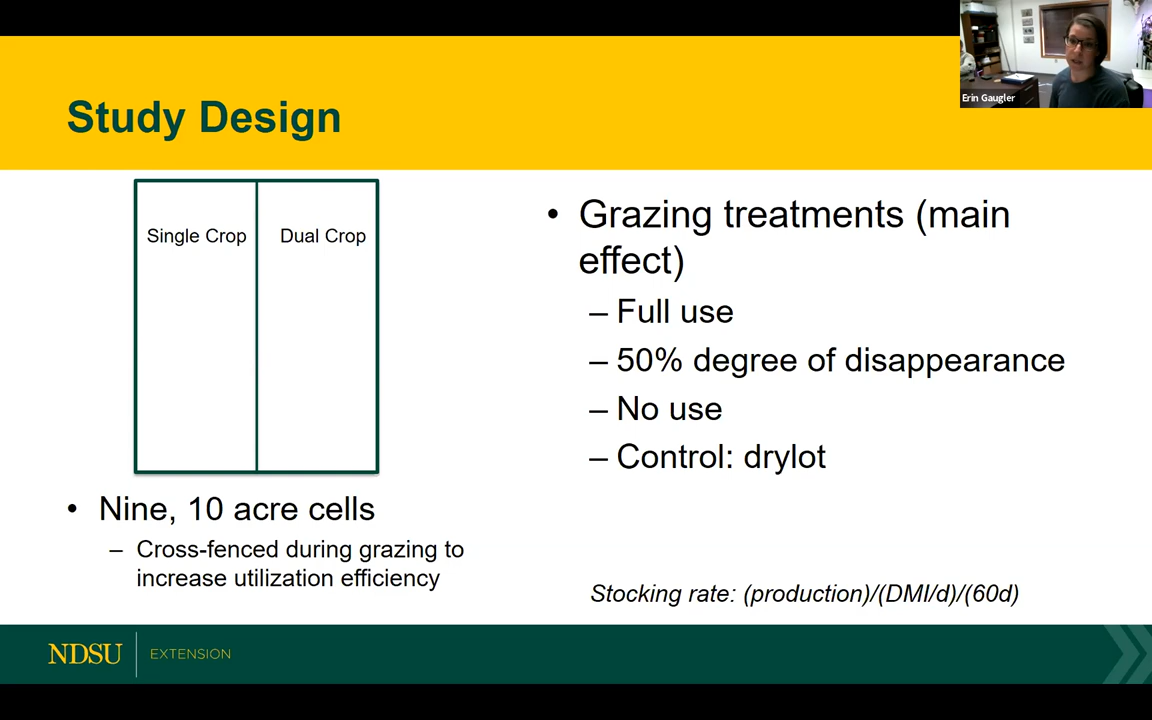 Erin Gaugler
Study Design
Single Crop
Dual Crop
• Nine, 10 acre cells
– Cross-fenced during grazing to
increase utilization efficiency
• Grazing treatments (main
effect)
– Full use
– 50% degree of disappearance
– No use
– Control: drylot
Stocking rate: (production)/(DMI/d)/(60d)
NDSU EXTENSION